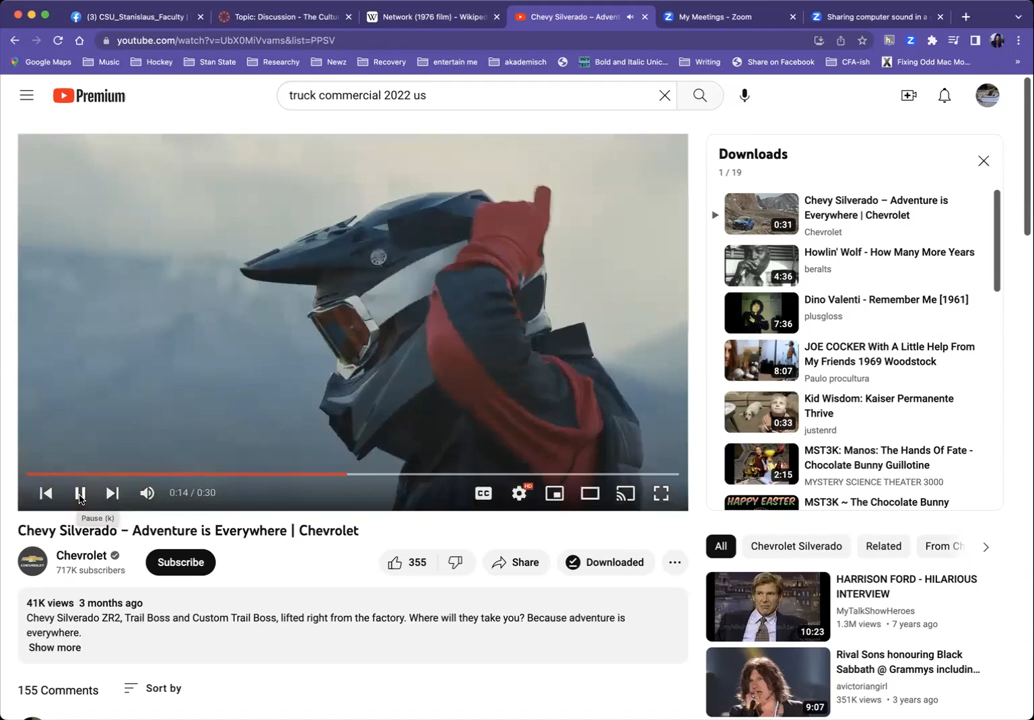 (3) CSU_Stanislaus_Faculty
Topic: Discussion - The Cultu
Network (1976 film) - Wikiped
Chevy Silverado – Adven
My Meetings - Zoom
Sharing computer sound in a
youtube.com/watch?v=UbX0MiVvams&list=PPSV
Google Maps
Music
Hockey
Stan State
Researchy
Newz
Recovery
entertain me
akademisch
Bold and Italic Unic...
Writing
Share on Facebook
CFA-ish
Fixing Odd Mac Mo...
Premium
truck commercial 2022 us
0:14 / 0:30
CC
HD
Pause (k)
Chevy Silverado – Adventure is Everywhere | Chevrolet
Chevrolet
717K subscribers
Subscribe
355
Share
Downloaded
41K views 3 months ago
Chevy Silverado ZR2, Trail Boss and Custom Trail Boss, lifted right from the factory. Where will they take you? Because adventure is
everywhere.
Show more
155 Comments
Sort by
Downloads
1 / 19
0:31
Chevy Silverado – Adventure is
Everywhere | Chevrolet
Chevrolet
4:36
Howlin' Wolf - How Many More Years
beralts
7:36
Dino Valenti - Remember Me [1961]
plusgloss
8:07
JOE COCKER With A Little Help From
My Friends 1969 Woodstock
Paulo procultura
0:33
Kid Wisdom: Kaiser Permanente
Thrive
justenrd
2:15
MST3K: Manos: The Hands Of Fate -
Chocolate Bunny Guillotine
MYSTERY SCIENCE THEATER 3000
HAPPY EASTER
MST3K ~ The Chocolate Bunny
All
Chevrolet Silverado
Related
From Ch
10:23
HARRISON FORD - HILARIOUS
INTERVIEW
MyTalkShowHeroes
1.3M views • 7 years ago
9:07
Rival Sons honouring Black
Sabbath @ Grammys includin...
avictoriangirl
351K views • 3 years ago